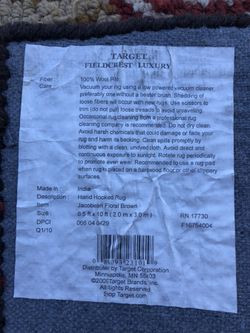 TARGET
FIELDCREST LUXURY
Fiber: 100% Wool Pile
Care: Vacuum your rug using a low powered vacuum cleaner,
preferably one without a beater brush. Shedding of
loose fibers will occur with new rugs. Use scissors to
trim (do not pull) loose threads to avoid unraveling.
Occasional rug cleaning from a professional rug
cleaning company is recommended. Do not dry clean.
Avoid harsh chemicals that could damage or fade your
rug and harm its backing. Clean spills promptly by
blotting with a clean, undyed cloth. Avoid direct and
continuous exposure to sunlight. Rotate rug periodically
to promote even wear. Recommended to use a rug pad
when rug is placed on a hardwood floor or other slippery
surfaces.
Made In: India
Description: Hand Hooked Rug
Item: Jacobean Floral Brown
Size: 6.5 ft x 10 ft (2.0 m x 3.0 m) RN 17730
DPCI 066 04 0429
Q1/10 F16754004
Distributed by Target Corporation
Minneapolis, MN 55403
Target Brands, Inc.
Shop Target.com